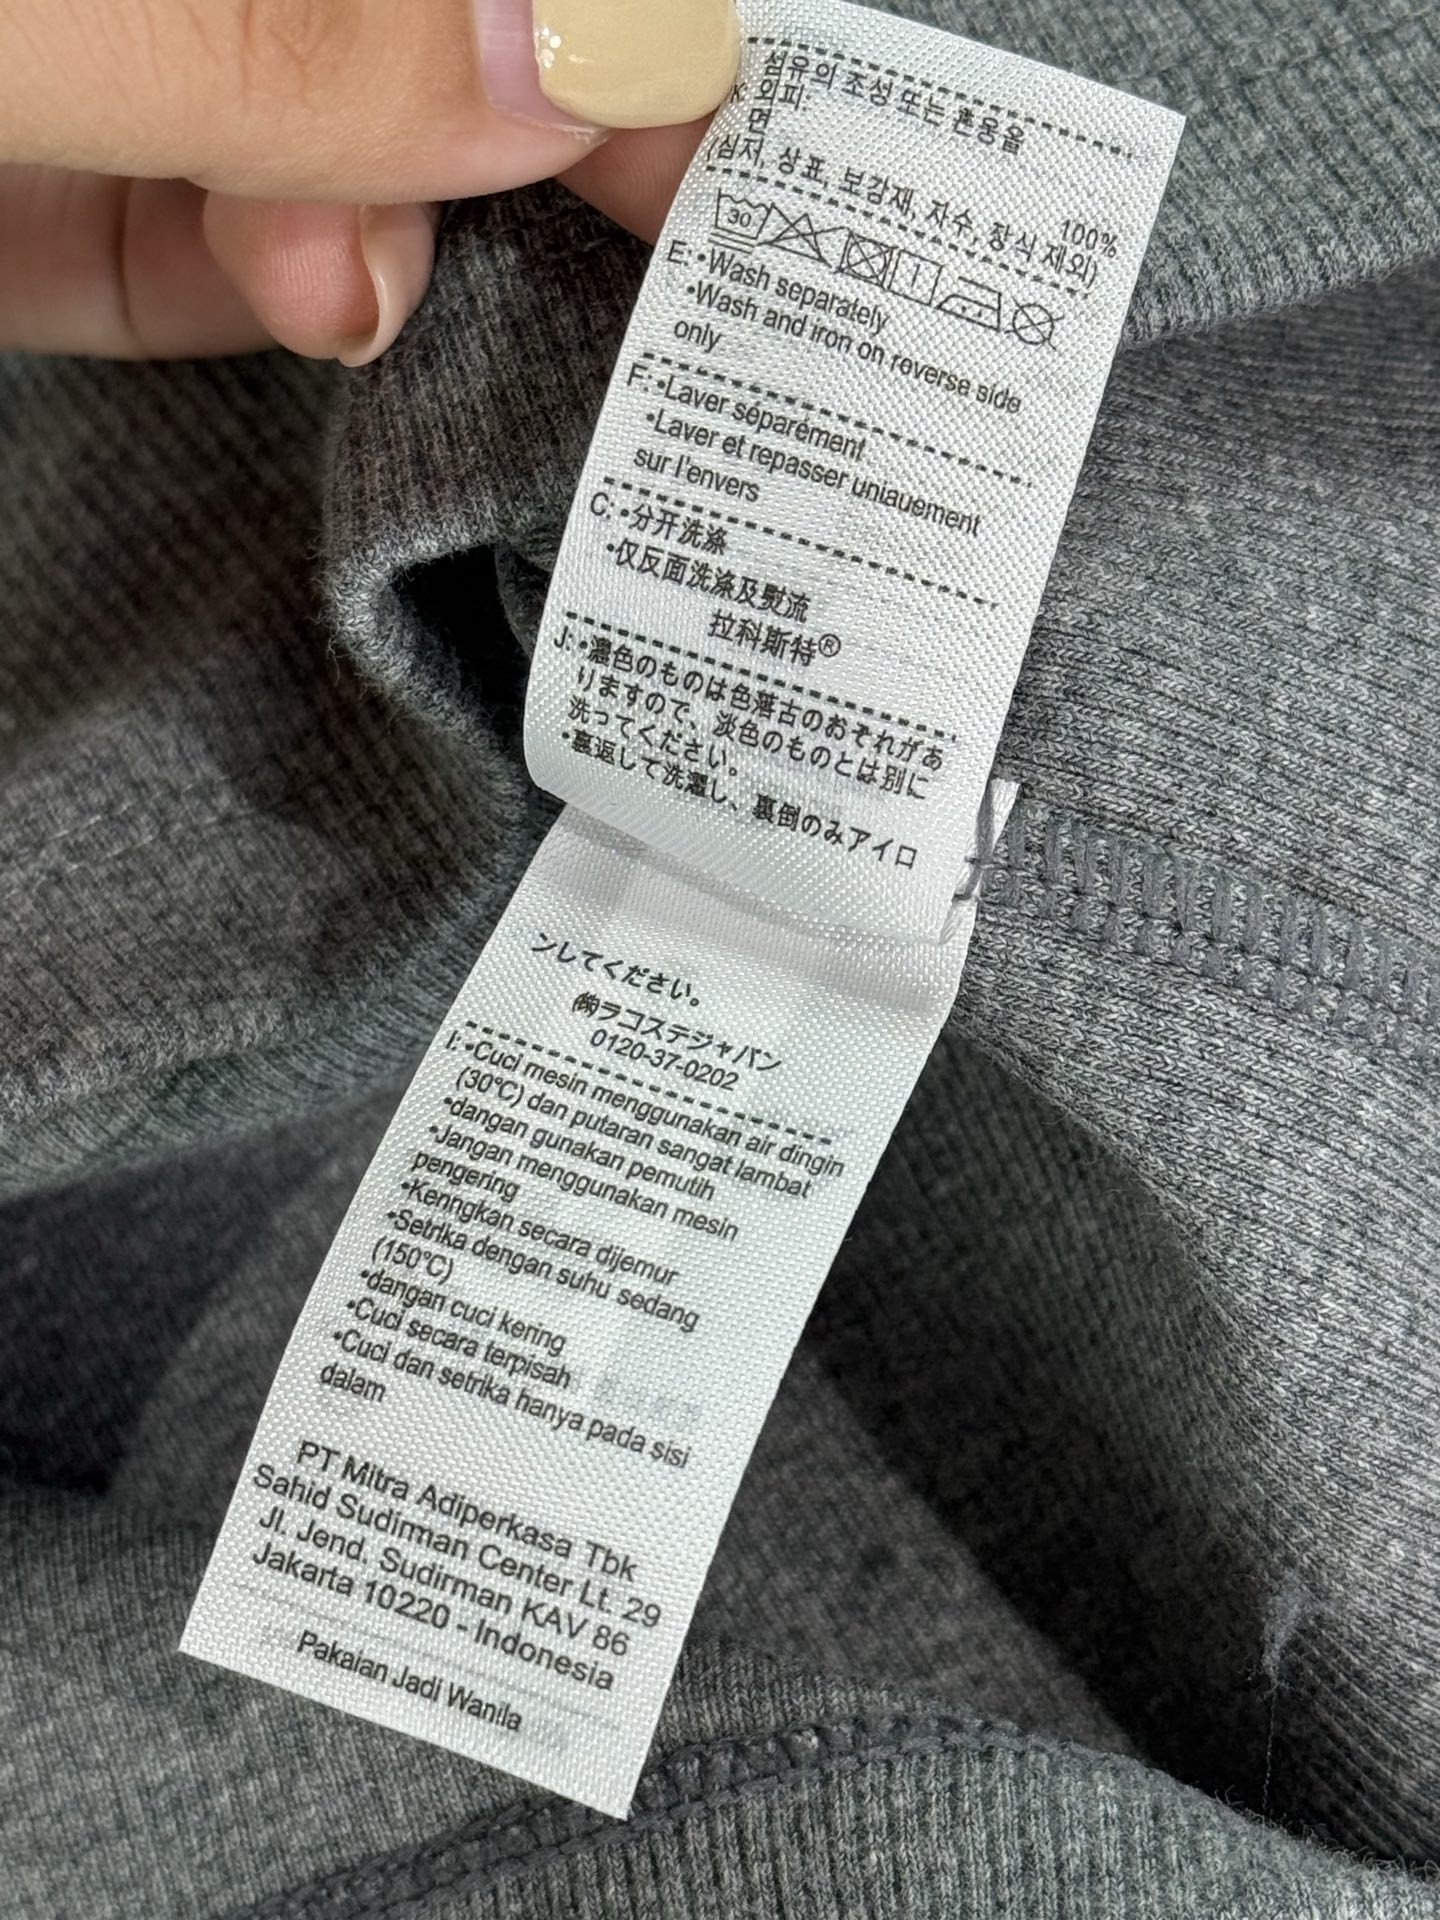 섬유의 조성 또는 혼용율
K: 외피
면 100%
(심저, 상표, 보강재, 자수, 장식 제외)
30
E: •Wash separately
•Wash and iron on reverse side
only
F: •Laver séparément
•Laver et repasser uniauement
sur l'envers
C: •分开洗涤
•仅反面洗涤及熨流
拉科斯特®
J: •濃色のものは色落古のおそれがあ
りますので、淡色のものとは別に
洗ってください。
•裏返して洗濯し、裏倒のみアイロ
ンしてください。
㈱ラコステジャパン
0120-37-0202
I: •Cuci mesin menggunakan air dingin
(30°C) dan putaran sangat lambat
•dangan gunakan pemutih
•Jangan menggunakan mesin
pengering
•Kenngkan secara dijemur
•Setrika dengan suhu sedang
(150°C)
•dangan cuci kering
•Cuci secara terpisah
•Cuci dan setrika hanya pada sisi
dalam
PT Mitra Adiperkasa Tbk
Sahid Sudirman Center Lt. 29
Jl. Jend. Sudirman KAV 86
Jakarta 10220 - Indonesia
Pakaian Jadi Wanila